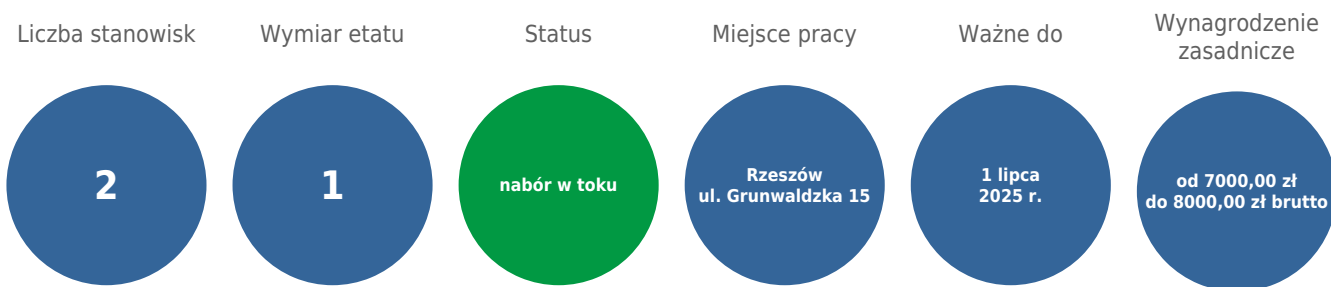 Liczba stanowisk
2
Wymiar etatu
1
Status
nabór w toku
Miejsce pracy
Rzeszów
ul. Grunwaldzka 15
Ważne do
1 lipca
2025 r.
Wynagrodzenie
zasadnicze
od 7000,00 zł
do 8000,00 zł brutto